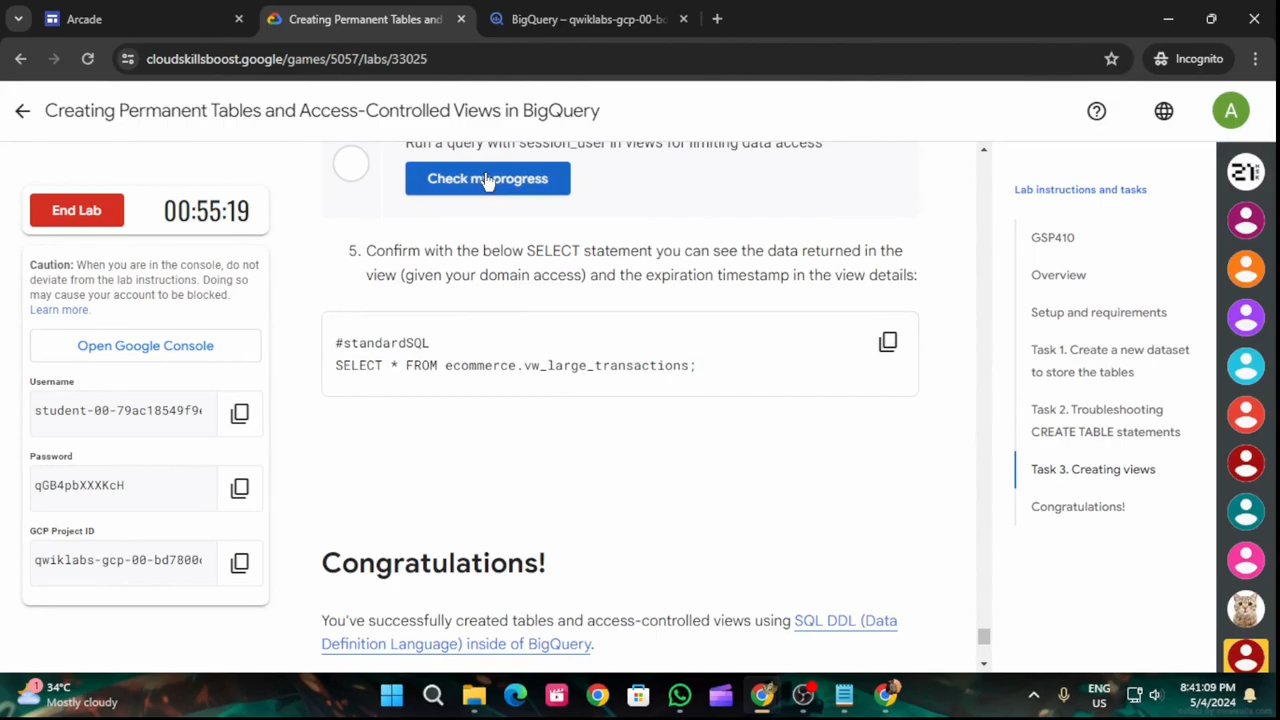 Arcade
Creating Permanent Tables and
BigQuery – qwiklabs-gcp-00-bd
cloudskillsboost.google/games/5057/labs/33025
Incognito
Creating Permanent Tables and Access-Controlled Views in BigQuery
A
Run a query with session_user in views for limiting data access
Check my progress
End Lab
00:55:19
Caution: When you are in the console, do not
deviate from the lab instructions. Doing so
may cause your account to be blocked.
Learn more.
Open Google Console
Username
student-00-79ac18549f9
Password
qGB4pbXXXKcH
GCP Project ID
qwiklabs-gcp-00-bd7800
5. Confirm with the below SELECT statement you can see the data returned in the
view (given your domain access) and the expiration timestamp in the view details:
#standardSQL
SELECT * FROM ecommerce.vw_large_transactions;
Congratulations!
You've successfully created tables and access-controlled views using SQL DDL (Data
Definition Language) inside of BigQuery.
Lab instructions and tasks
GSP410
Overview
Setup and requirements
Task 1. Create a new dataset
to store the tables
Task 2. Troubleshooting
CREATE TABLE statements
Task 3. Creating views
Congratulations!
21
1
34°C
Mostly cloudy
ENG
US
8:41:09 PM
5/4/2024